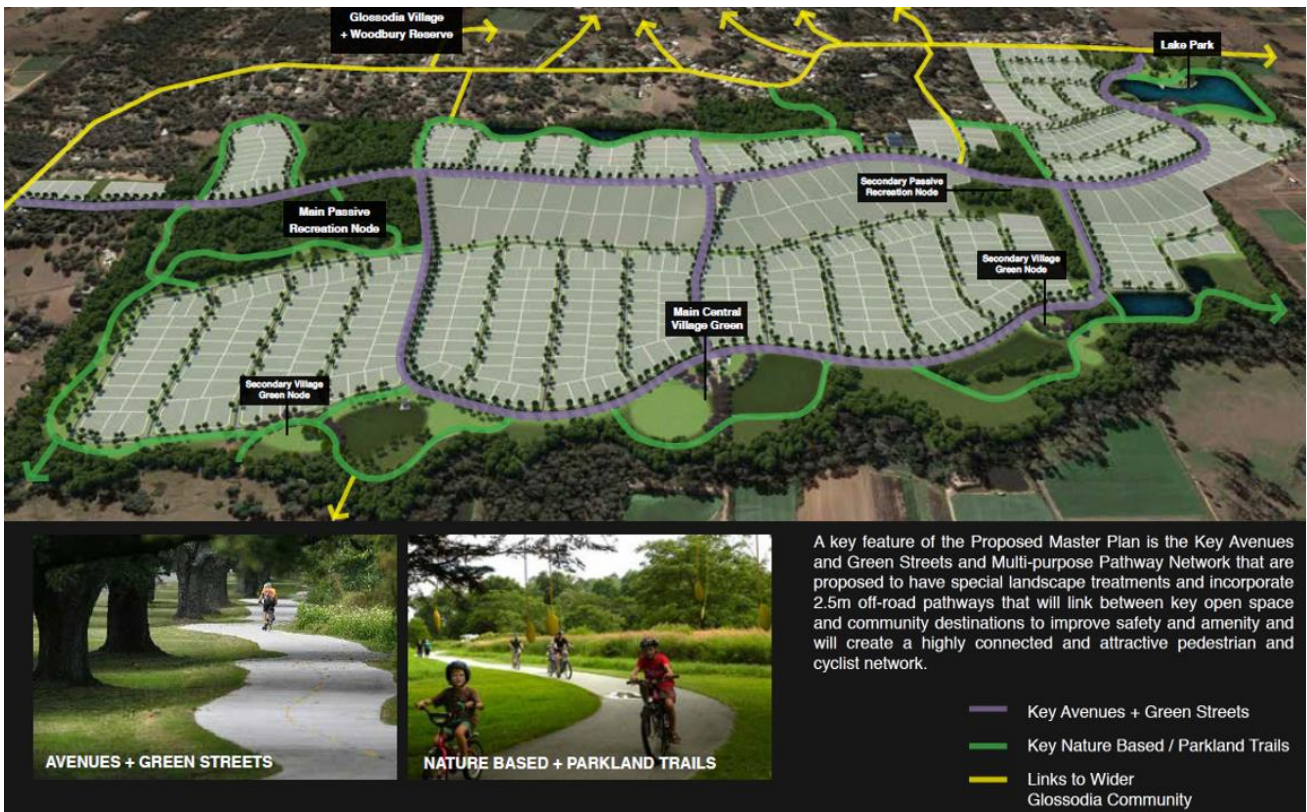 Glossodia Village
+ Woodbury Reserve
Lake Park
Secondary Passive
Recreation Node
Main Passive
Recreation Node
Secondary Village
Green Node
Main Central
Village Green
Secondary Village
Green Node
A key feature of the Proposed Master Plan is the Key Avenues
and Green Streets and Multi-purpose Pathway Network that are
proposed to have special landscape treatments and incorporate
2.5m off-road pathways that will link between key open space
and community destinations to improve safety and amenity and
will create a highly connected and attractive pedestrian and
cyclist network.
AVENUES + GREEN STREETS
NATURE BASED + PARKLAND TRAILS
Key Avenues + Green Streets
Key Nature Based / Parkland Trails
Links to Wider
Glossodia Community